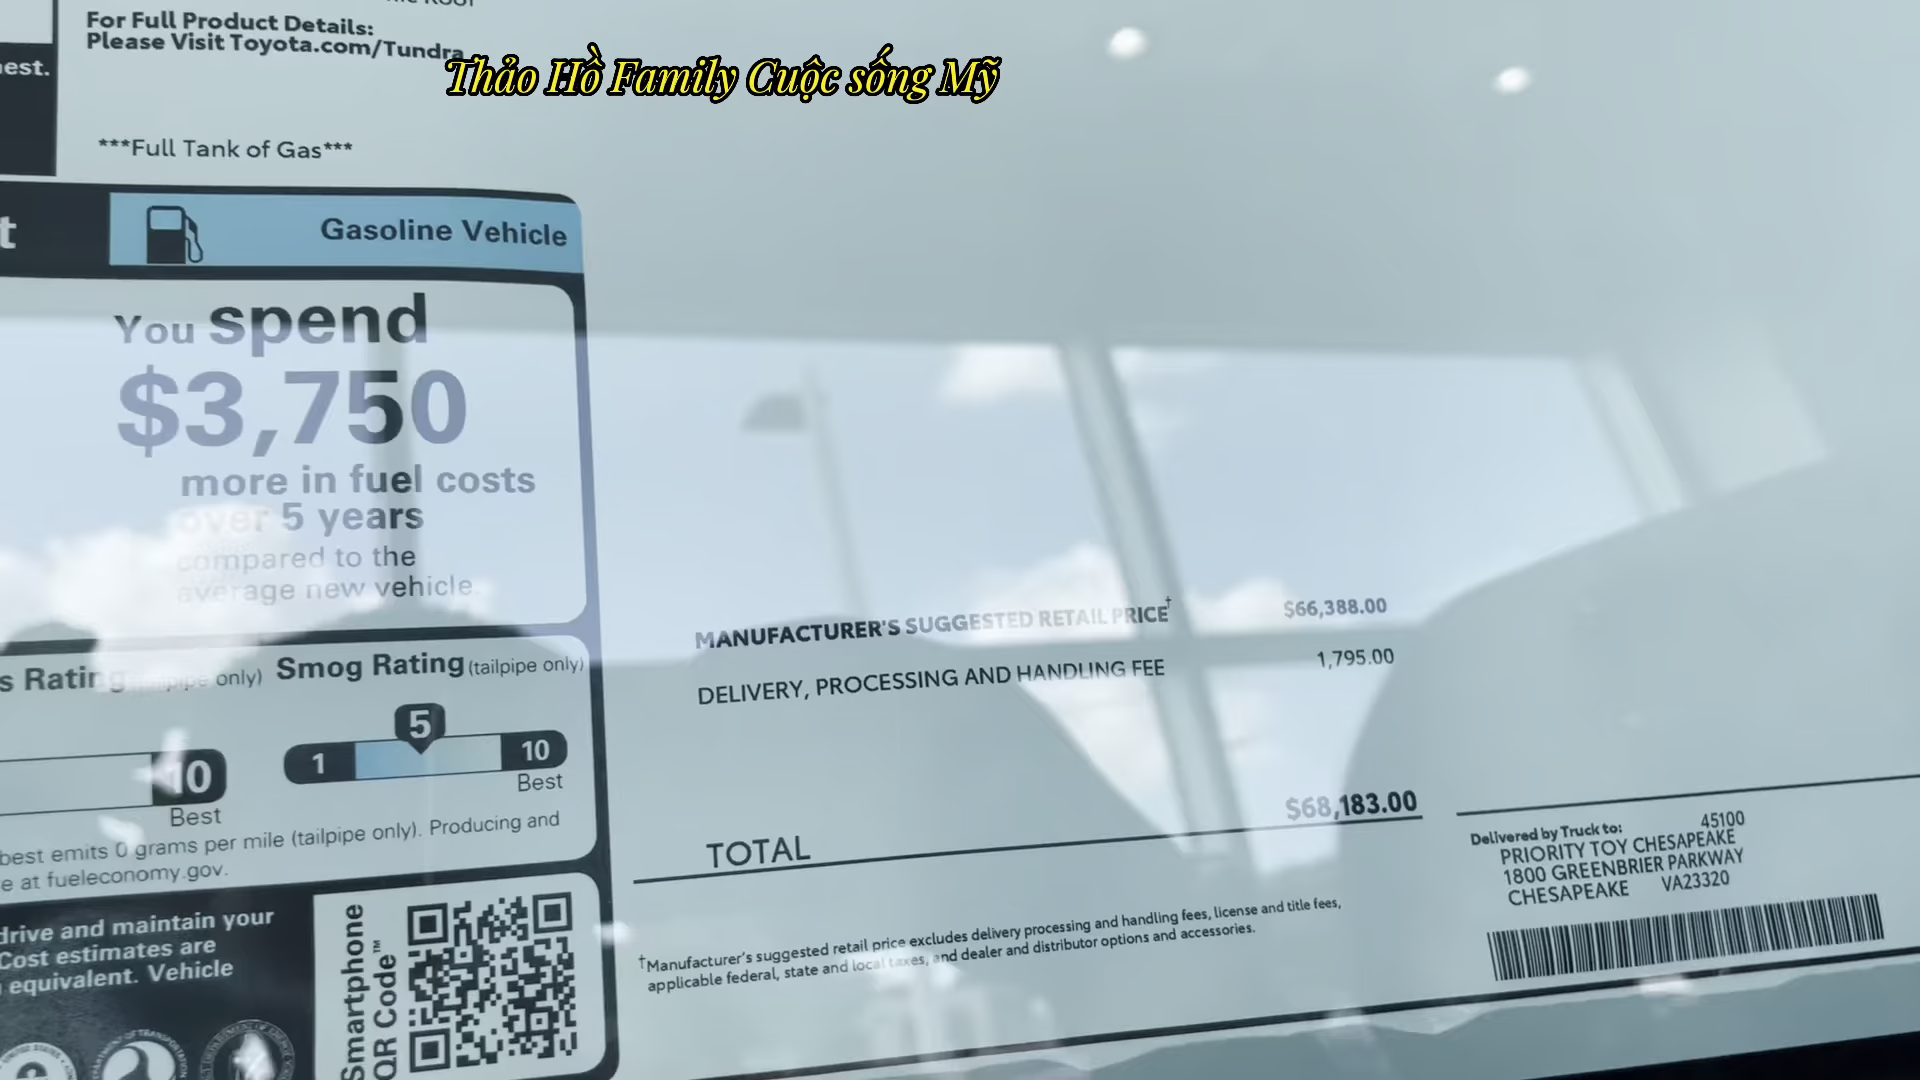 For Full Product Details:
Please Visit Toyota.com/Tundra
est.
Thảo Hồ Family Cuộc sống Mỹ
***Full Tank of Gas***
t
Gasoline Vehicle
You spend
$3,750
more in fuel costs
over 5 years
compared to the
average new vehicle.
MANUFACTURER'S SUGGESTED RETAIL PRICE† $66,388.00
DELIVERY, PROCESSING AND HANDLING FEE 1,795.00
TOTAL $68,183.00
s Rating (tailpipe only)
10
Best
Smog Rating (tailpipe only)
5
1 10
Best
best emits 0 grams per mile (tailpipe only). Producing and
e at fueleconomy.gov.
drive and maintain your
Cost estimates are
equivalent. Vehicle
Smartphone
QR Code™
†Manufacturer's suggested retail price excludes delivery processing and handling fees, license and title fees,
applicable federal, state and local taxes, and dealer and distributor options and accessories.
Delivered by Truck to: 45100
PRIORITY TOY CHESAPEAKE
1800 GREENBRIER PARKWAY
CHESAPEAKE VA23320